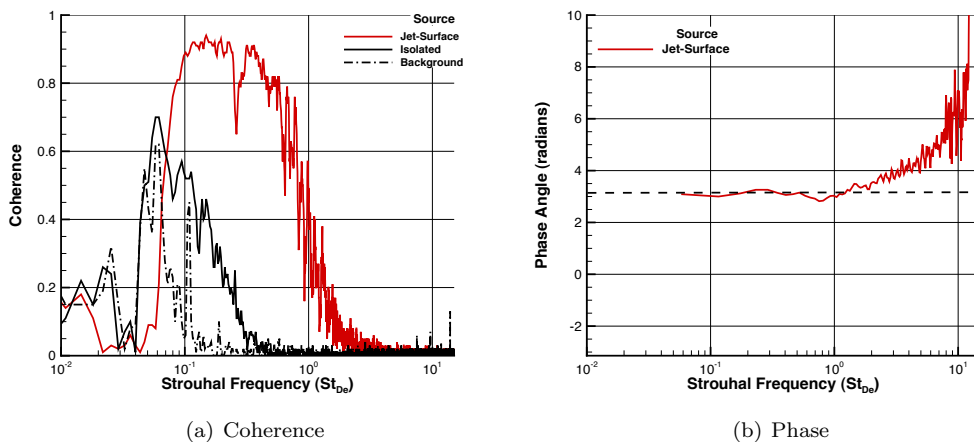 Source
Jet-Surface
Isolated
Background
1
0.8
0.6
0.4
0.2
0
Coherence
10⁻² 10⁻¹ 10⁰ 10¹
Strouhal Frequency (St_De)
(a) Coherence
Source
Jet-Surface
10
8
6
4
2
0
-2
Phase Angle (radians)
10⁻² 10⁻¹ 10⁰ 10¹
Strouhal Frequency (St_De)
(b) Phase